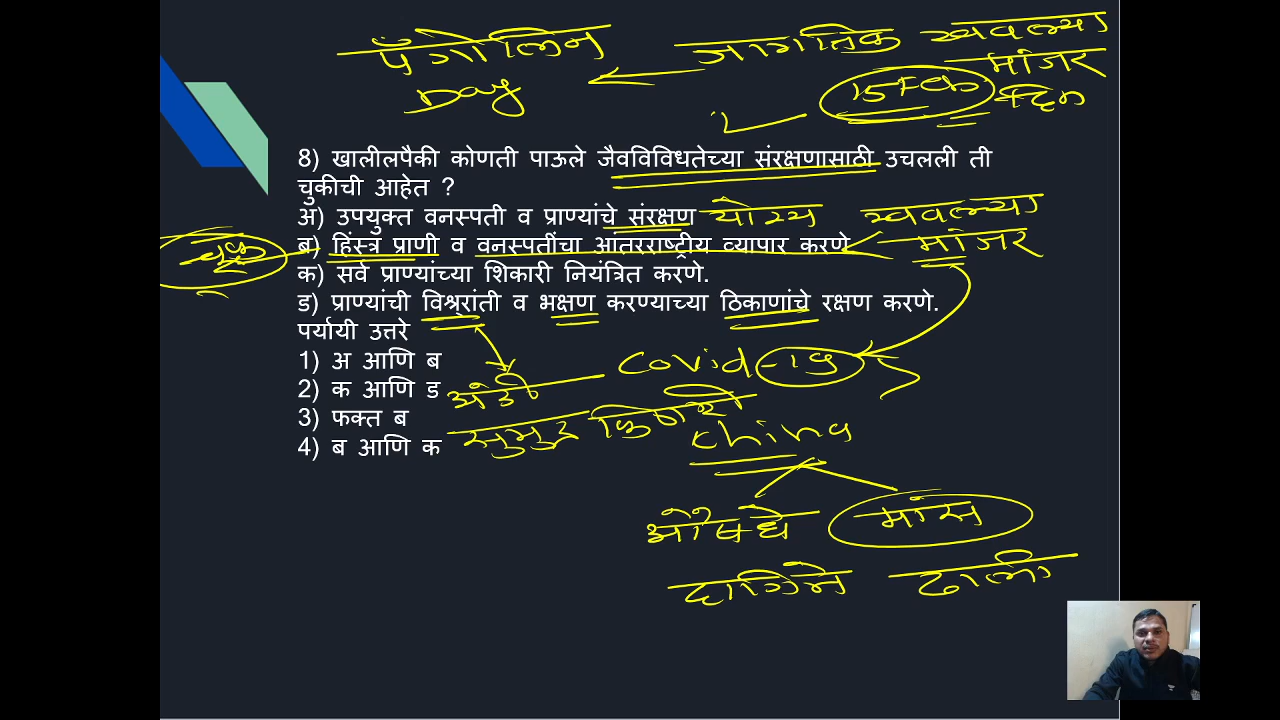 पँगोलिन जागतिक खवल्या
मांजर
Day 15 Feb दिन
8) खालीलपैकी कोणती पाऊले जैवविविधतेच्या संरक्षणासाठी उचलली ती
चुकीची आहेत ?
अ) उपयुक्त वनस्पती व प्राण्यांचे संरक्षण योग्य खवल्या
ब) हिंस्त्र प्राणी व वनस्पतींचा आंतरराष्ट्रीय व्यापार करणे मांजर
चूक
क) सर्व प्राण्यांच्या शिकारी नियंत्रित करणे.
ड) प्राण्यांची विश्र्रांती व भक्षण करण्याच्या ठिकाणांचे रक्षण करणे.
पर्यायी उत्तरे
1) अ आणि ब Covid-19
2) क आणि ड अंडी
3) फक्त ब समुद्र किनारी China
4) ब आणि क
औषधे मांस
दागिने ढाली